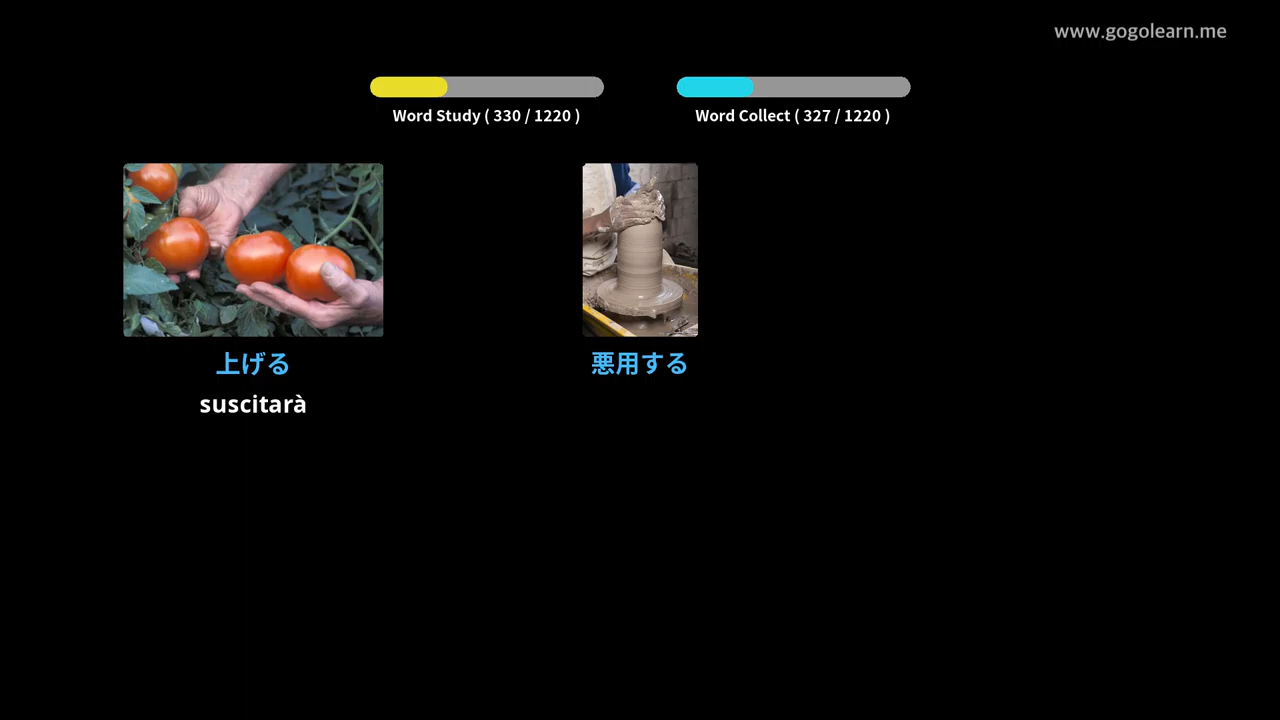 www.gogolearn.me
Word Study ( 330 / 1220 )
Word Collect ( 327 / 1220 )
上げる
悪用する
suscitarà